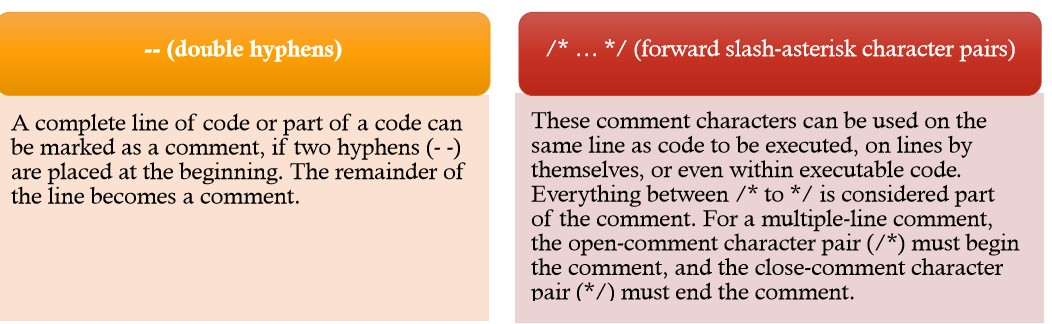 -- (double hyphens)
A complete line of code or part of a code can
be marked as a comment, if two hyphens (- -)
are placed at the beginning. The remainder of
the line becomes a comment.
/* … */ (forward slash-asterisk character pairs)
These comment characters can be used on the
same line as code to be executed, on lines by
themselves, or even within executable code.
Everything between /* to */ is considered part
of the comment. For a multiple-line comment,
the open-comment character pair (/*) must begin
the comment, and the close-comment character
pair (*/) must end the comment.